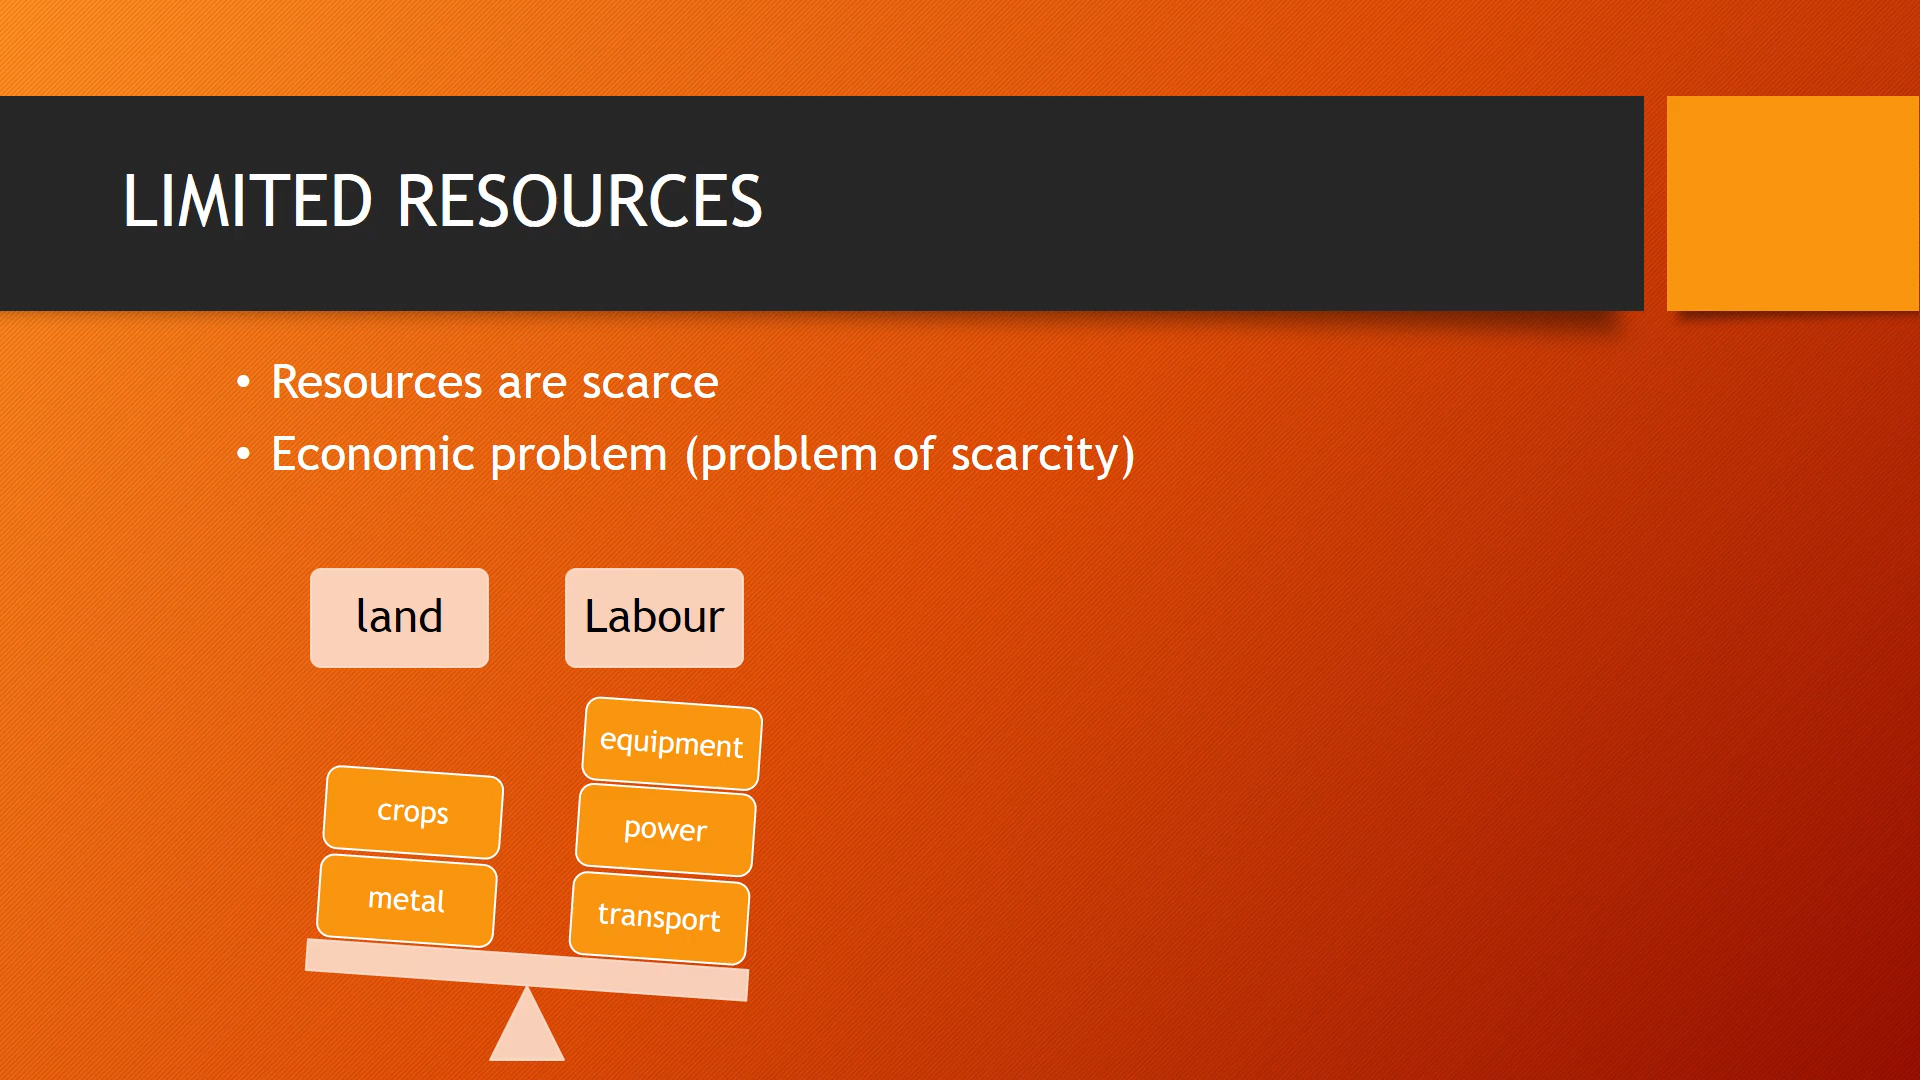 LIMITED RESOURCES
• Resources are scarce
• Economic problem (problem of scarcity)
land
Labour
equipment
crops
power
metal
transport